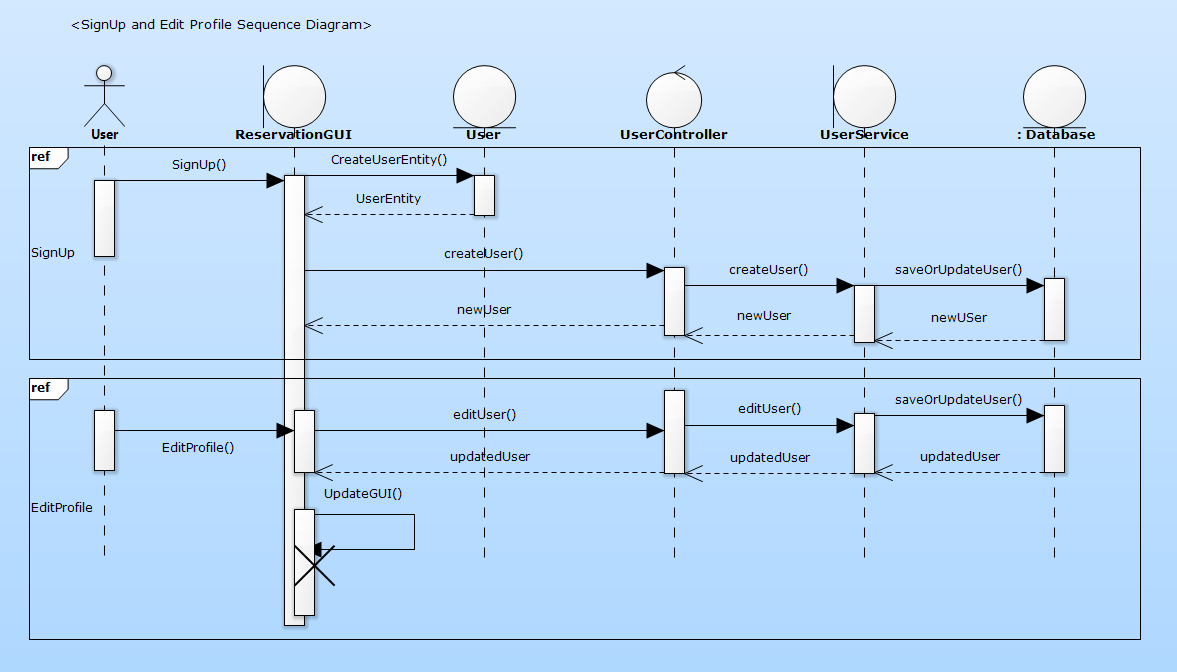 <SignUp and Edit Profile Sequence Diagram>
User
ReservationGUI
User
UserController
UserService
: Database
ref
SignUp()
CreateUserEntity()
UserEntity
SignUp
createUser()
createUser()
saveOrUpdateUser()
newUser
newUser
newUSer
ref
EditProfile()
editUser()
editUser()
saveOrUpdateUser()
updatedUser
updatedUser
updatedUser
UpdateGUI()
EditProfile